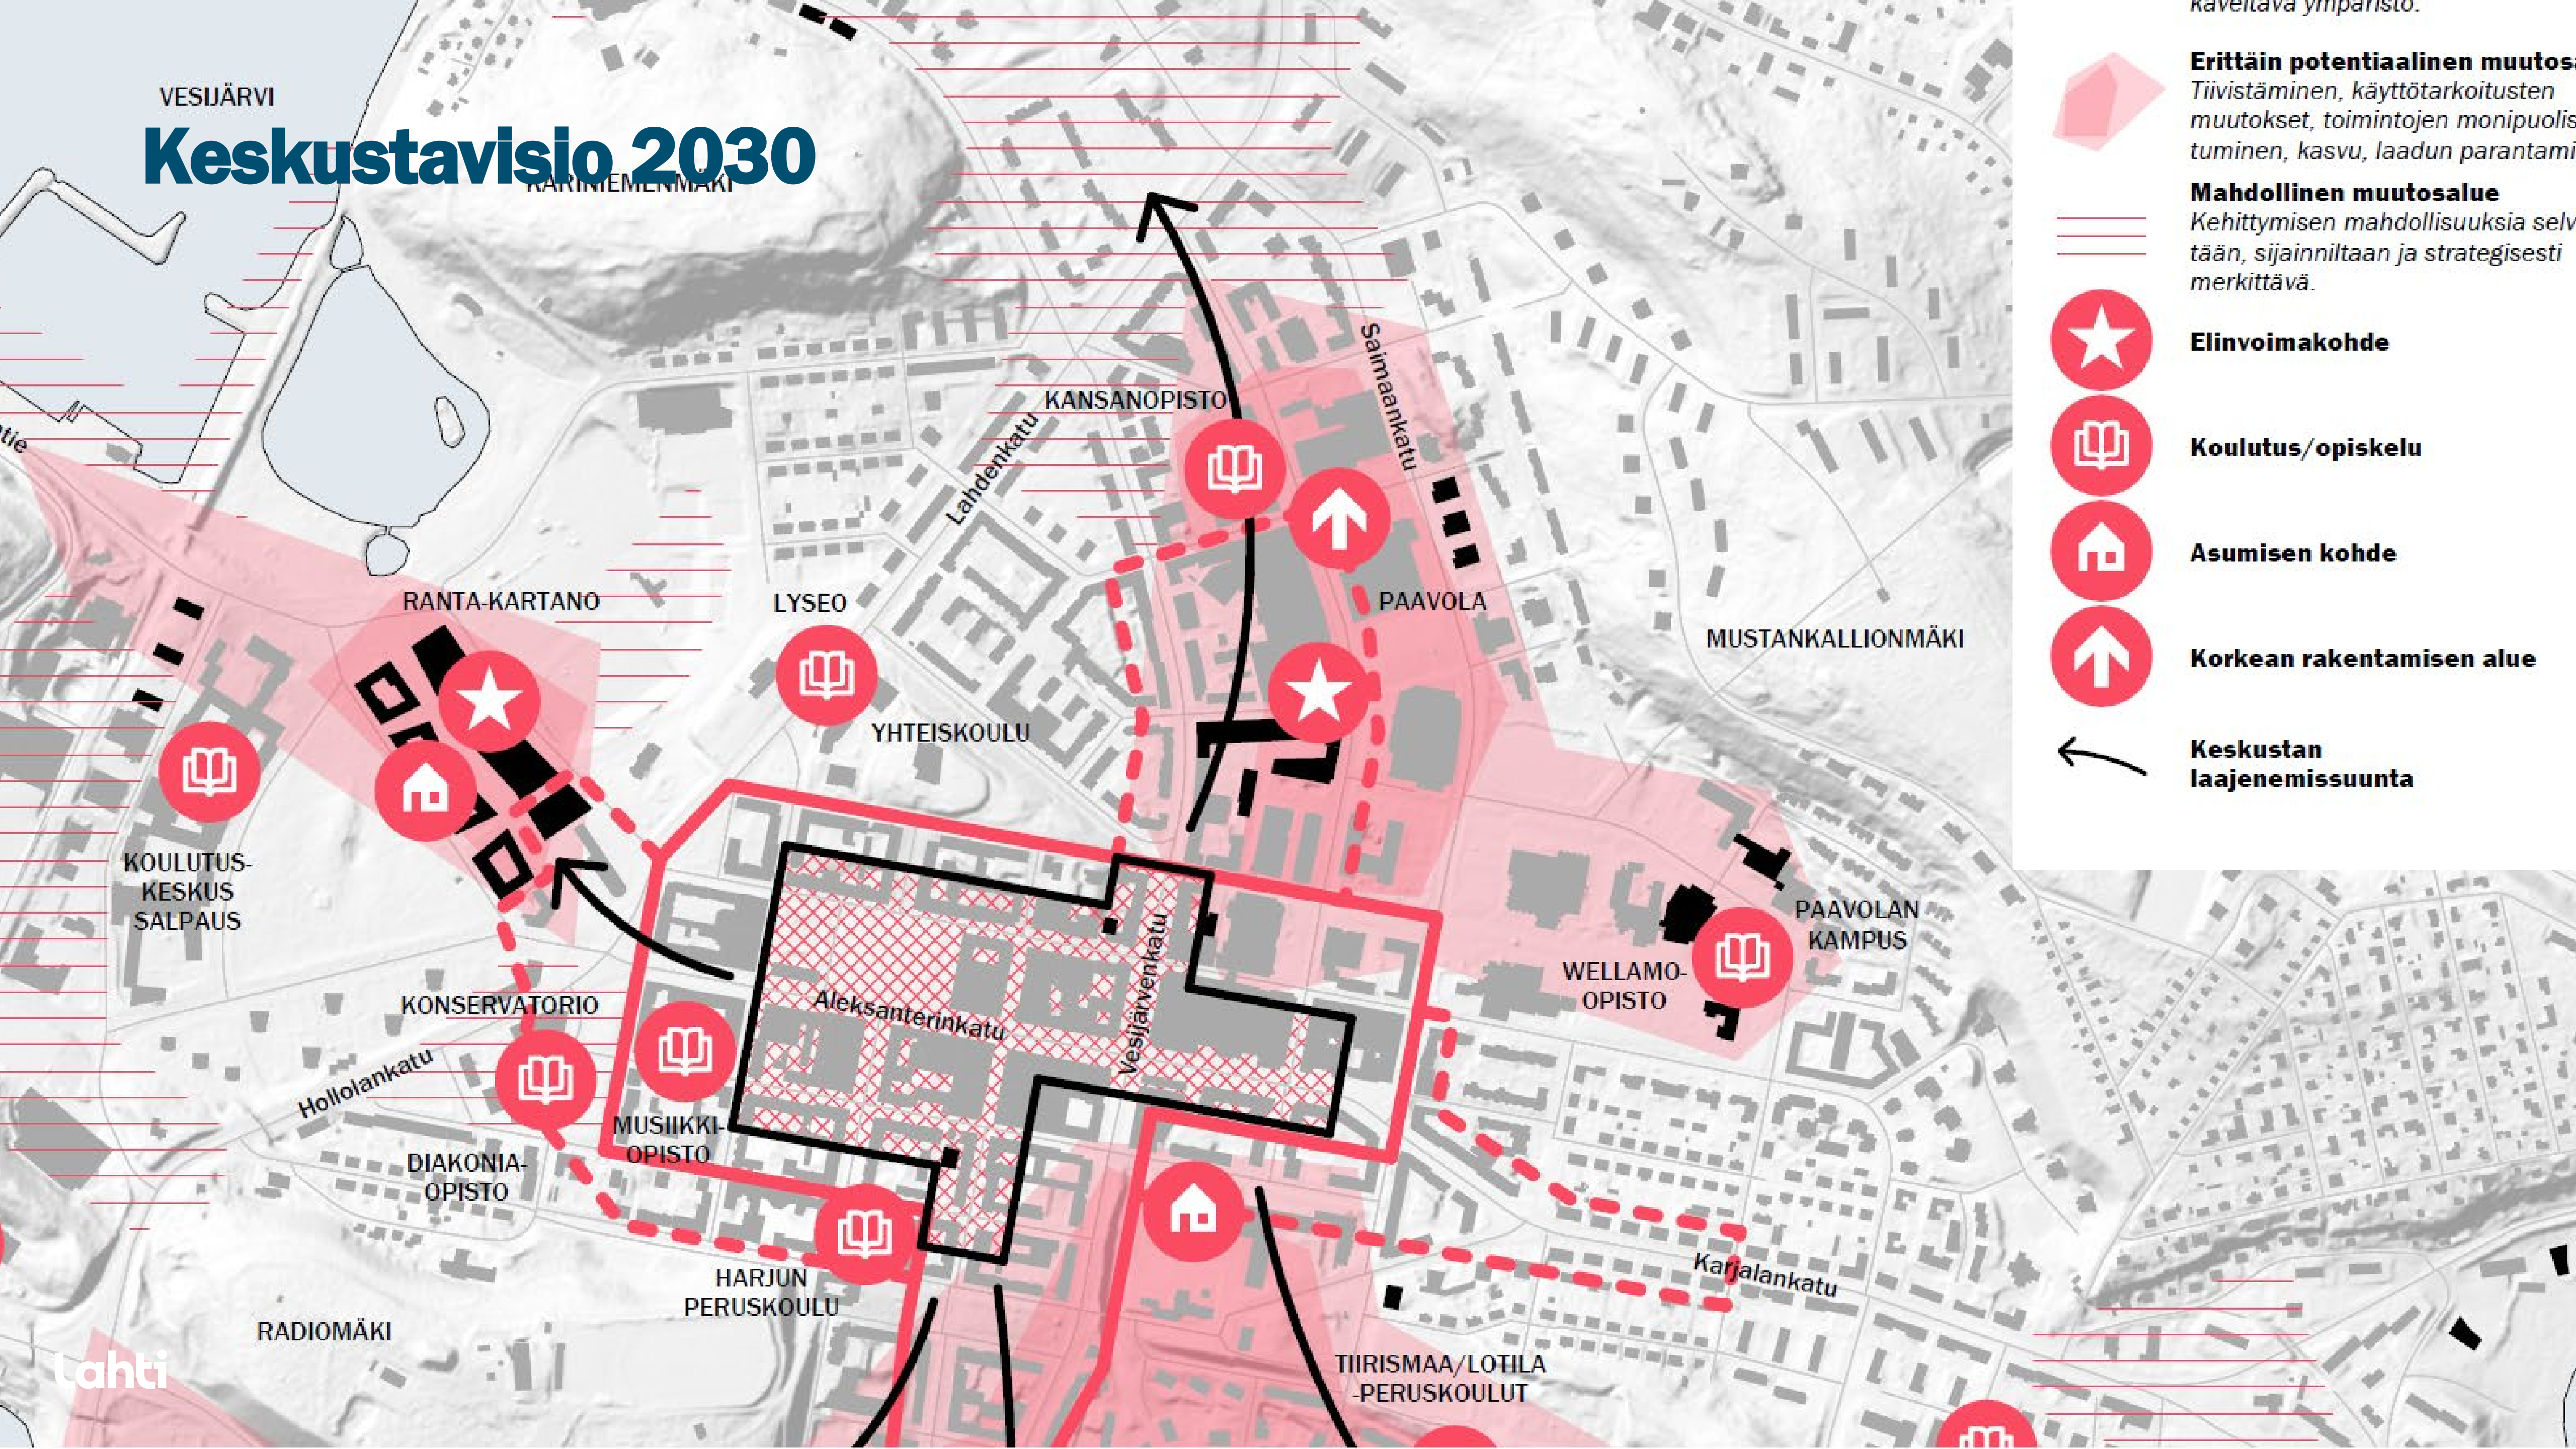 VESIJÄRVI
Keskustavisio 2030
KARINIEMENMÄKI
Saimaankatu
KANSANOPISTO
Lahdenkatu
RANTA-KARTANO
LYSEO
PAAVOLA
MUSTANKALLIONMÄKI
YHTEISKOULU
KOULUTUS-
KESKUS
SALPAUS
PAAVOLAN
KAMPUS
WELLAMO-
OPISTO
Vesijärvenkatu
Aleksanterinkatu
KONSERVATORIO
Hollolankatu
MUSIIKKI-
OPISTO
DIAKONIA-
OPISTO
HARJUN
PERUSKOULU
Karjalankatu
RADIOMÄKI
TIIRISMAA/LOTILA
-PERUSKOULUT
Lahti
käveltävä ympäristö.
Erittäin potentiaalinen muutosa
Tiivistäminen, käyttötarkoitusten
muutokset, toimintojen monipuolis
tuminen, kasvu, laadun parantami
Mahdollinen muutosalue
Kehittymisen mahdollisuuksia selv
tään, sijainniltaan ja strategisesti
merkittävä.
Elinvoimakohde
Koulutus/opiskelu
Asumisen kohde
Korkean rakentamisen alue
Keskustan
laajenemissuunta